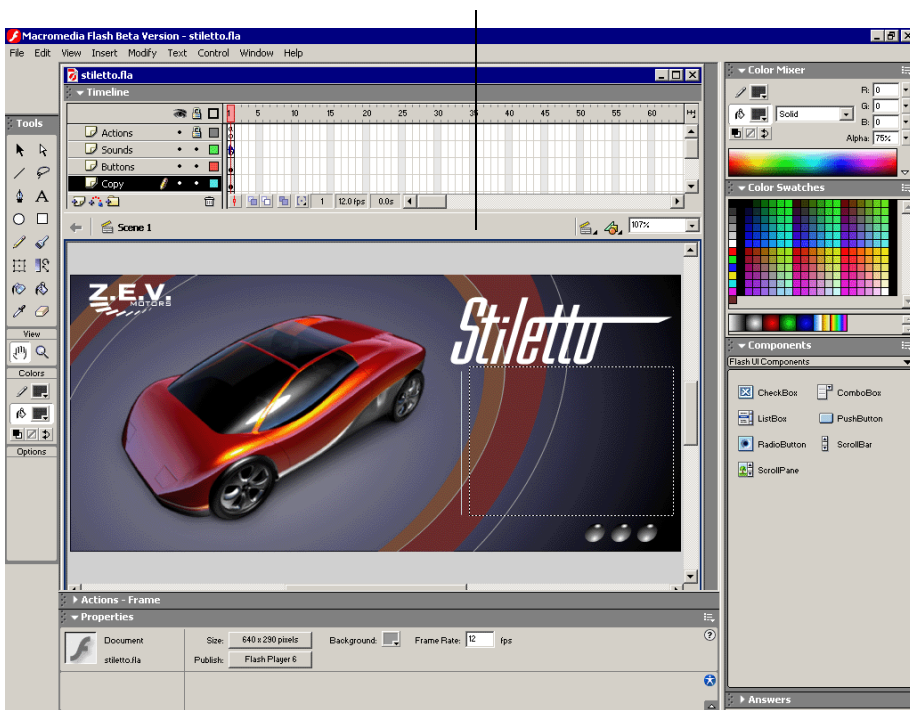 Macromedia Flash Beta Version - stiletto.fla
File Edit View Insert Modify Text Control Window Help
stiletto.fla
Timeline
1 5 10 15 20 25 30 35 40 45 50 55 60
Actions
Sounds
Buttons
Copy
1 12.0 fps 0.0s
Scene 1
107%
Tools
A
View
Colors
Options
Z.E.V.
MOTORS
Stiletto
Actions - Frame
Properties
Document
stiletto.fla
Size: 640 x 290 pixels
Background:
Frame Rate: 12 fps
Publish: Flash Player 6
?
Color Mixer
Solid
R: 0
G: 0
B: 0
Alpha: 75%
Color Swatches
Components
Flash UI Components
CheckBox ComboBox
ListBox PushButton
RadioButton ScrollBar
ScrollPane
Answers